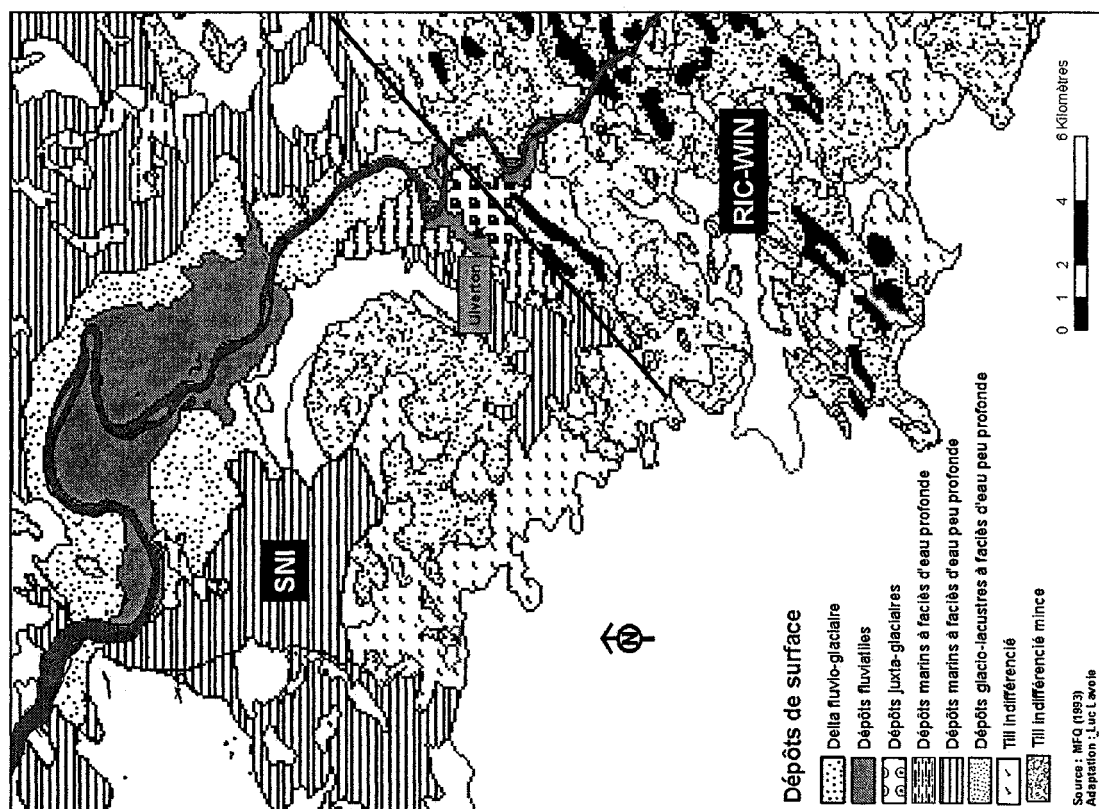 SNI
Ulverton
RIC-WIN
N
0 1 2 4 6 Kilomètres
Dépôts de surface
Delta fluvio-glaciaire
Dépôts fluviatiles
Dépôts juxta-glaciaires
Dépôts marins à faciès d'eau profonde
Dépôts marins à faciès d'eau peu profonde
Dépôts glacio-lacustres à faciès d'eau peu profonde
Till indifférencié
Till indifférencié mince
Source : MFQ (1993)
Adaptation : Luc Lavoie